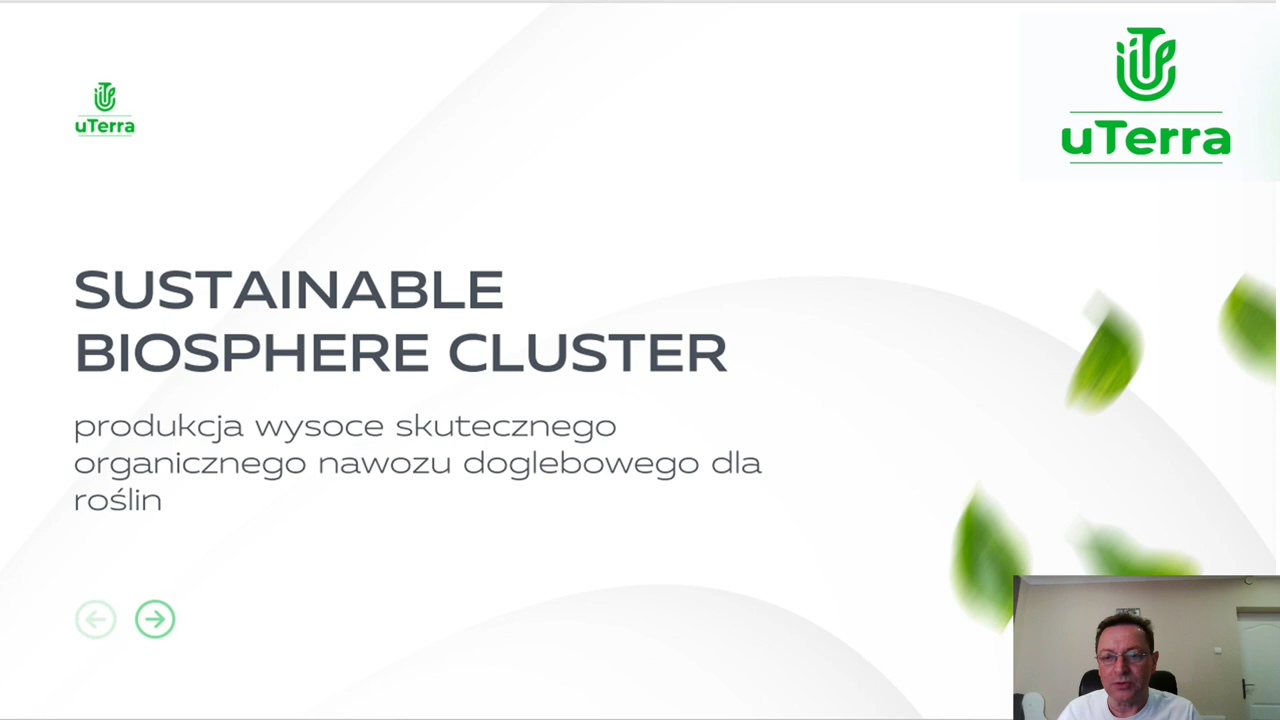 uTerra
uTerra
SUSTAINABLE
BIOSPHERE CLUSTER
produkcja wysoce skutecznego
organicznego nawozu doglebowego dla
roślin